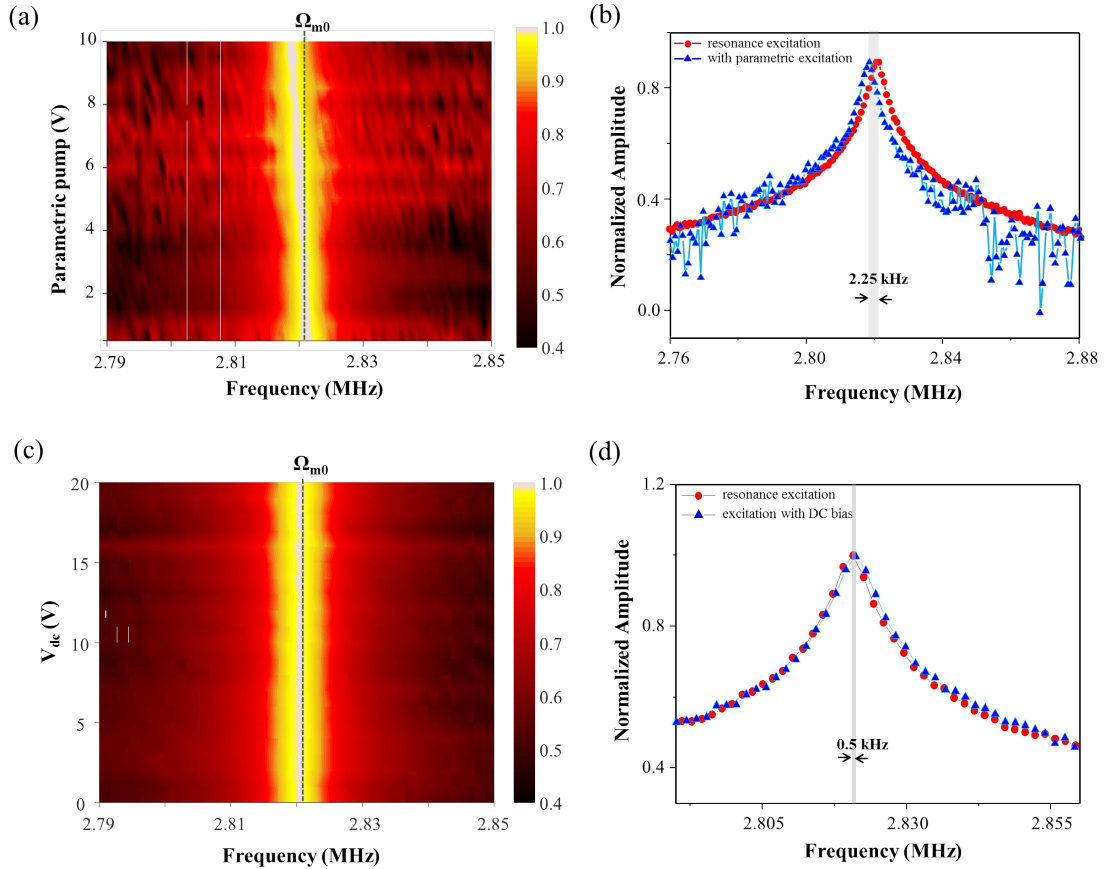 (a)
Ωm0
Parametric pump (V)
10
8
6
4
2
2.79
2.81
2.83
2.85
Frequency (MHz)
1.0
0.9
0.8
0.7
0.6
0.5
0.4
(b)
resonance excitation
with parametric excitation
Normalized Amplitude
0.8
0.4
0.0
2.25 kHz
2.76
2.80
2.84
2.88
Frequency (MHz)
(c)
Ωm0
Vdc (V)
20
15
10
5
0
2.79
2.81
2.83
2.85
Frequency (MHz)
1.0
0.9
0.8
0.7
0.6
0.5
0.4
(d)
resonance excitation
excitation with DC bias
Normalized Amplitude
1.2
0.8
0.4
0.5 kHz
2.805
2.830
2.855
Frequency (MHz)